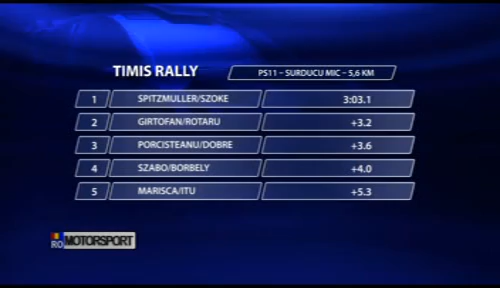 TIMIS RALLY
PS11 – SURDUCU MIC – 5,6 KM
1 SPITZMULLER/SZOKE 3:03.1
2 GIRTOFAN/ROTARU +3.2
3 PORCISTEANU/DOBRE +3.6
4 SZABO/BORBELY +4.0
5 MARISCA/ITU +5.3
RO MOTORSPORT